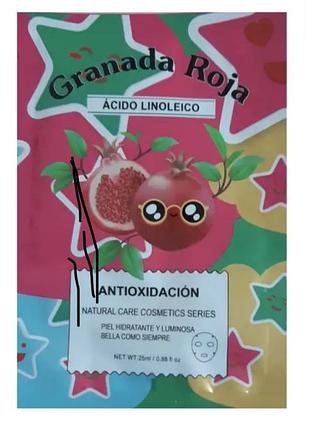 Granada Roja
ÁCIDO LINOLEICO
ANTIOXIDACIÓN
NATURAL CARE COSMETICS SERIES
PIEL HIDRATANTE Y LUMINOSA
BELLA COMO SIEMPRE
NET WT.25ml / 0.88 fl oz